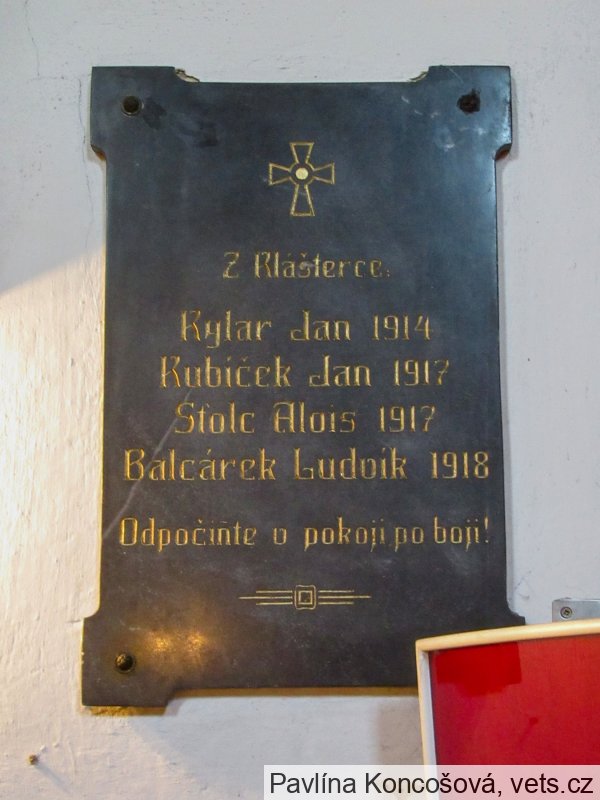 Z Klášterce.
Kylar Jan 1914
Kubíček Jan 1917
Štolc Alois 1917
Balcárek Ludvík 1918
Odpočiňte v pokoji, po boji!
Pavlína Koncošová, vets.cz